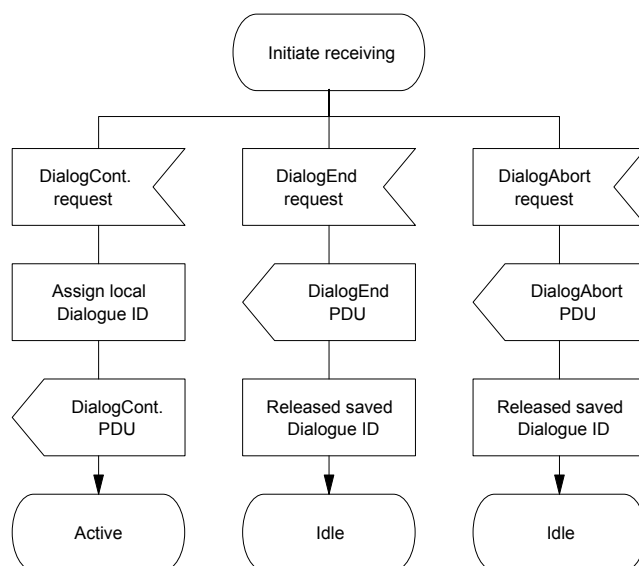 Initiate receiving
DialogCont.
request
DialogEnd
request
DialogAbort
request
Assign local
Dialogue ID
DialogEnd
PDU
DialogAbort
PDU
DialogCont.
PDU
Released saved
Dialogue ID
Released saved
Dialogue ID
Active
Idle
Idle